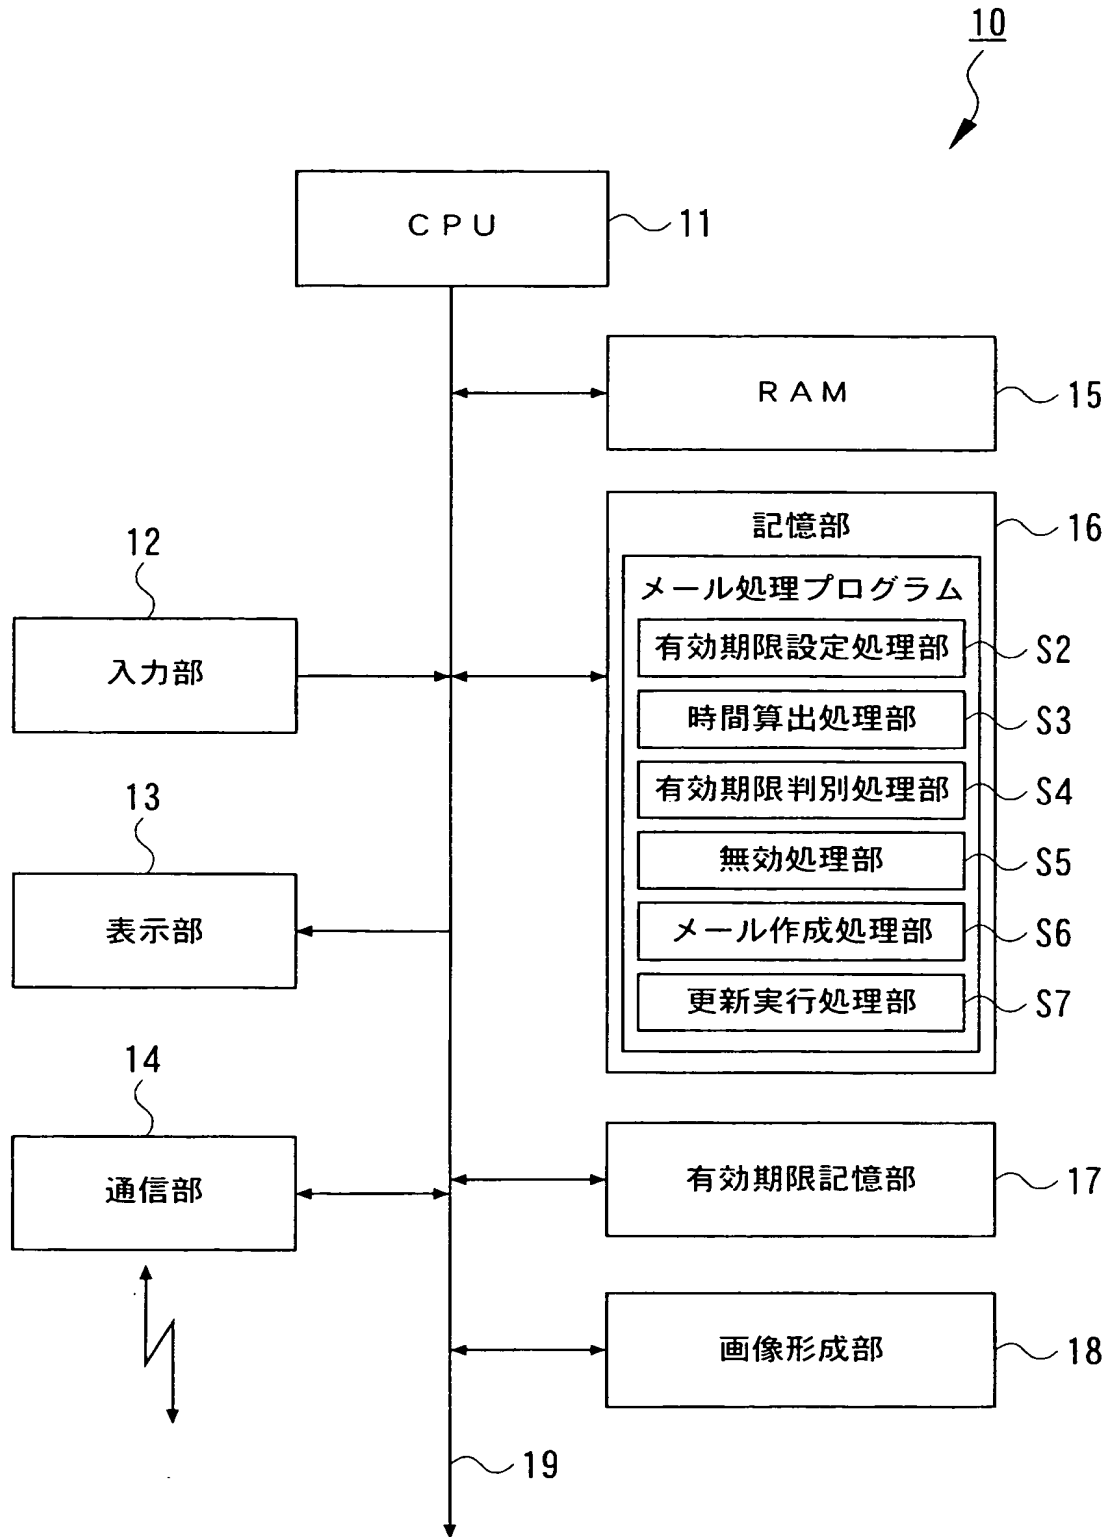 10
CPU
11
RAM
15
記憶部
16
メール処理プログラム
有効期限設定処理部
S2
時間算出処理部
S3
有効期限判別処理部
S4
無効処理部
S5
メール作成処理部
S6
更新実行処理部
S7
12
入力部
13
表示部
14
通信部
有効期限記憶部
17
画像形成部
18
19